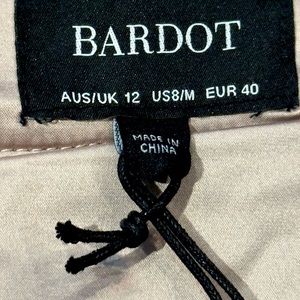 BARDOT
AUS/UK 12 US8/M EUR 40
MADE IN
CHINA